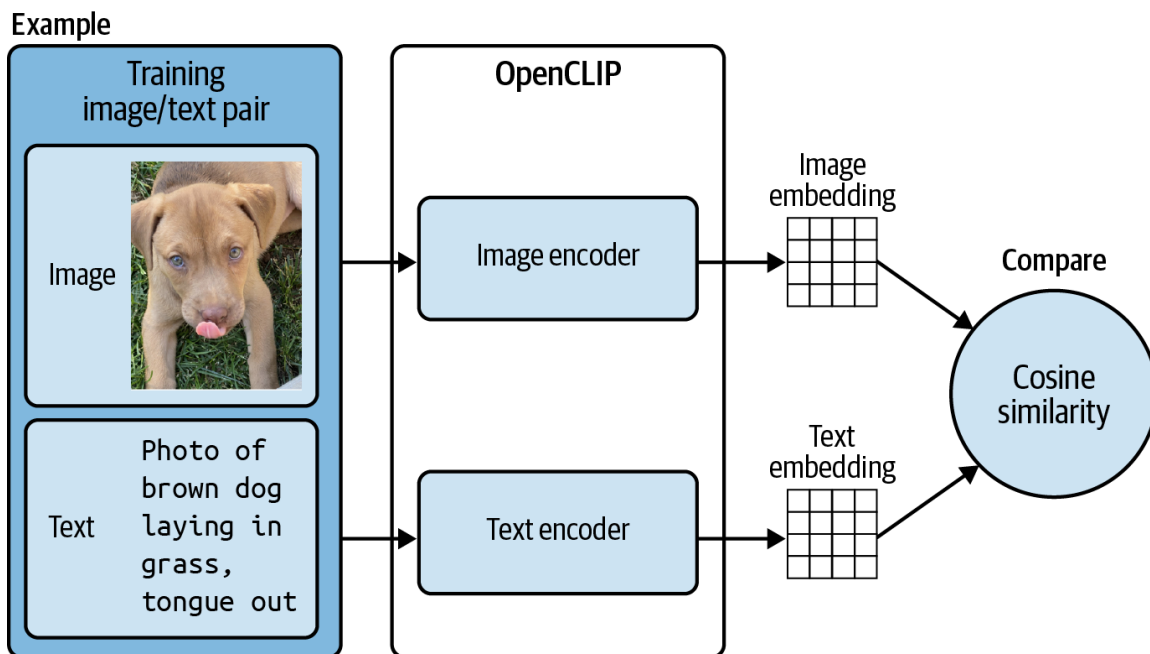 Example
Training
image/text pair
Image
Text
Photo of
brown dog
laying in
grass,
tongue out
OpenCLIP
Image encoder
Text encoder
Image
embedding
Text
embedding
Compare
Cosine
similarity